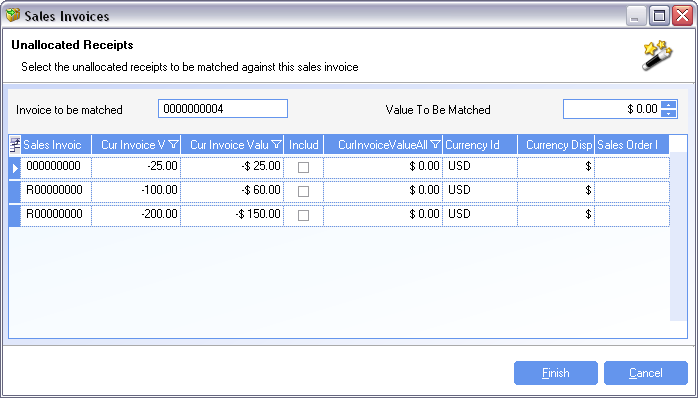 Sales Invoices
Unallocated Receipts
Select the unallocated receipts to be matched against this sales invoice
Invoice to be matched 0000000004 Value To Be Matched $ 0.00
Sales Invoic Cur Invoice V Cur Invoice Valu Includ CurInvoiceValueAll Currency Id Currency Disp Sales Order I
000000000 -25.00 -$ 25.00 $ 0.00 USD $
R00000000 -100.00 -$ 60.00 $ 0.00 USD $
R00000000 -200.00 -$ 150.00 $ 0.00 USD $
Finish Cancel